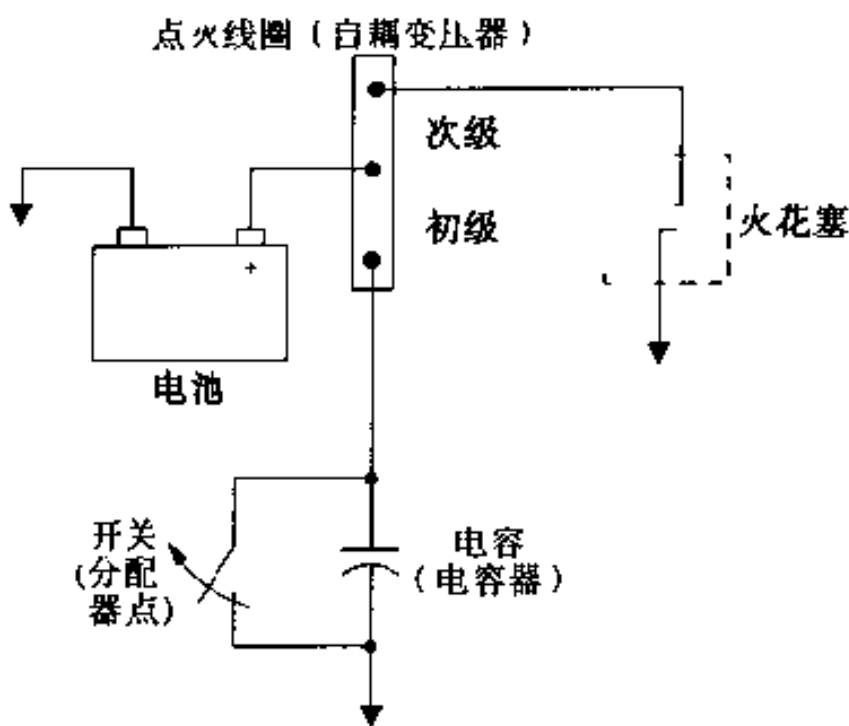 点火线圈（自耦变压器）
次级
初级
火花塞
+
电池
开关
(分配
器点)
电容
(电容器)